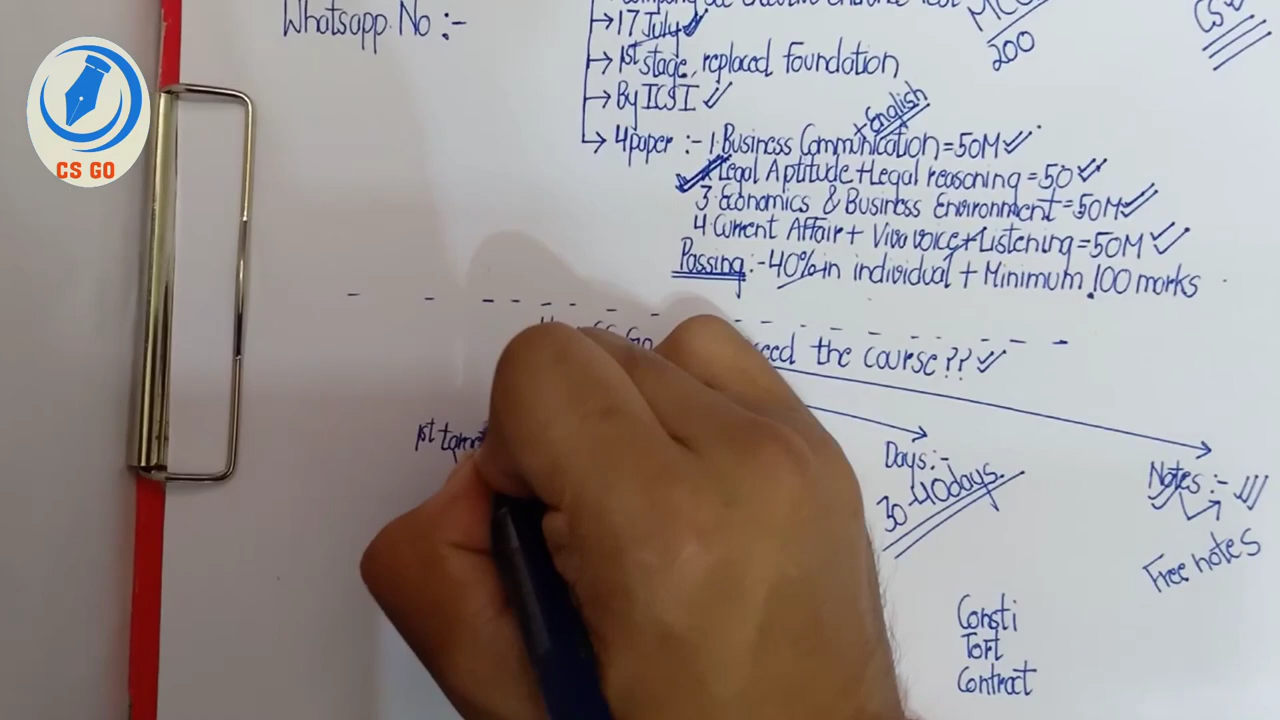 Whatsapp No :-
17 July
MCQ
200
1st stage, replaced foundation
By ICSI
+ English
4 paper :- 1. Business Communication = 50M
Legal Aptitude + Legal reasoning = 50
3. Economics & Business Environment = 50M
4. Current Affair + Viva voice + Listening = 50M
Passing :- 40% in individual + Minimum 100 marks
the course??
1st target
Days :-
30-40 days.
Notes :-
Free notes
Consti
Tort
Contract
CS GO